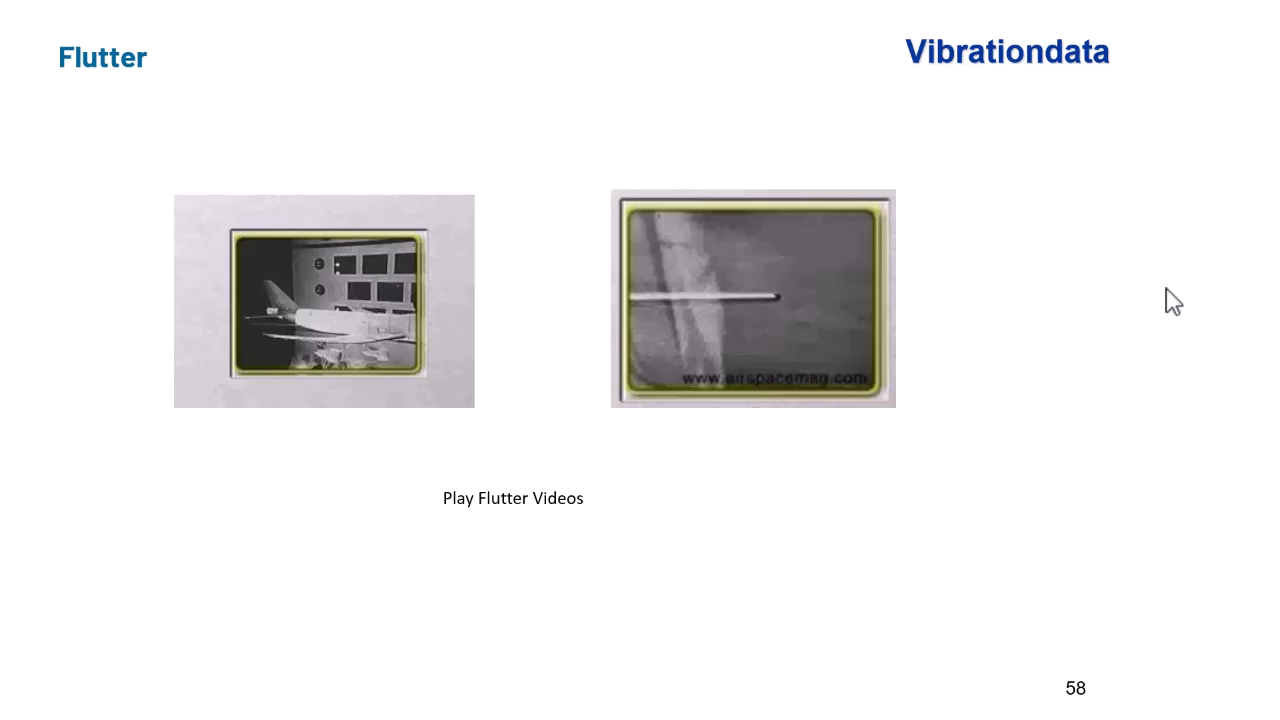 Flutter
Vibrationdata
www.airspacemag.com
Play Flutter Videos
58